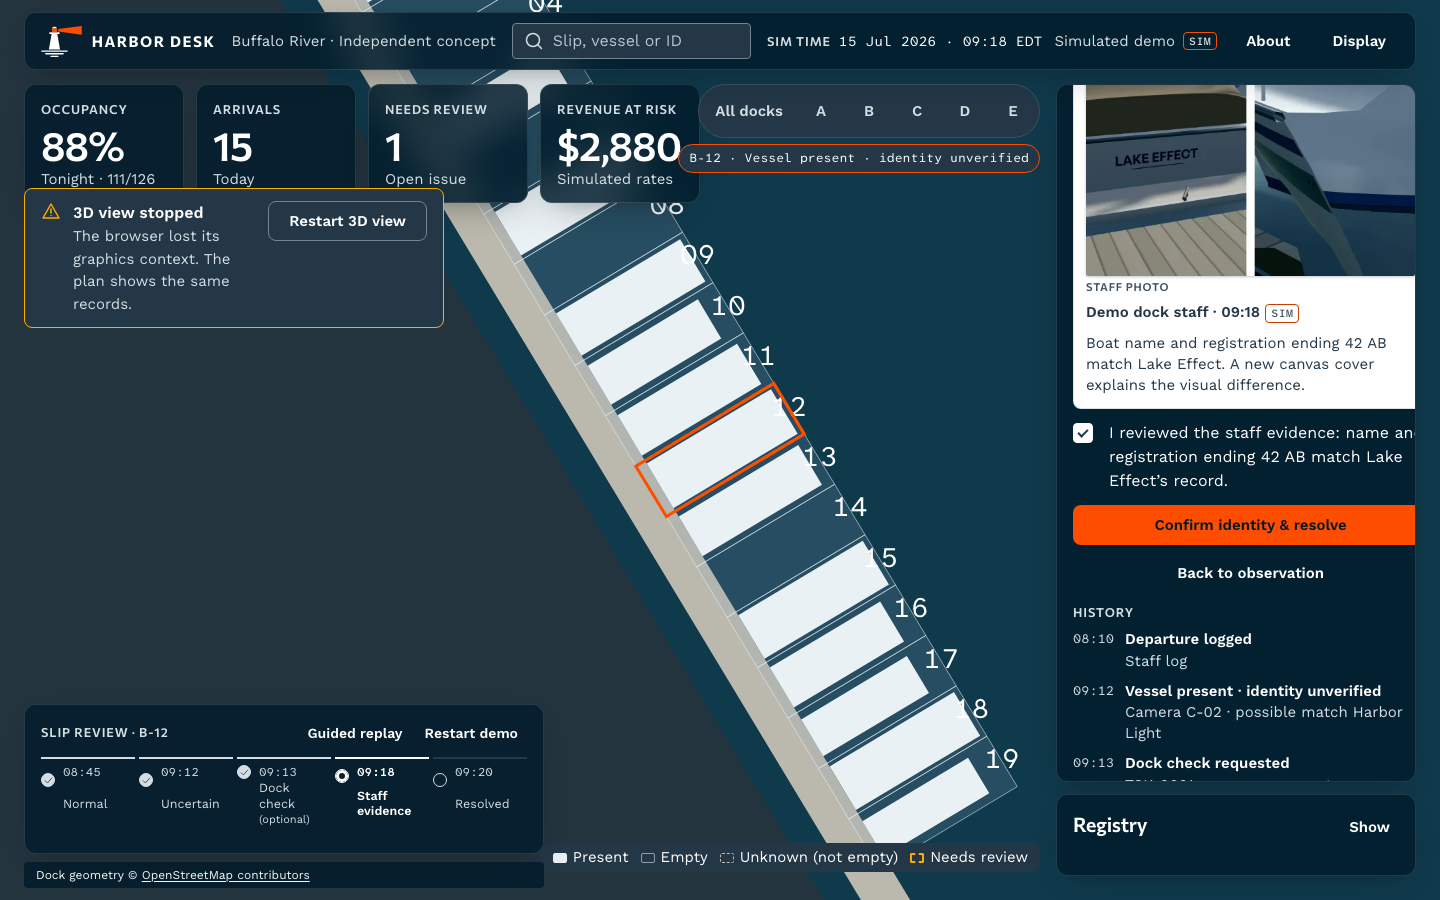 04
HARBOR DESK
Buffalo River · Independent concept
Slip, vessel or ID
SIM TIME 15 Jul 2026 · 09:18 EDT
Simulated demo SIM
About
Display
OCCUPANCY
88%
Tonight · 111/126
ARRIVALS
15
Today
NEEDS REVIEW
1
Open issue
REVENUE AT RISK
$2,880
Simulated rates
All docks A B C D E
B-12 · Vessel present · identity unverified
3D view stopped
The browser lost its
graphics context. The
plan shows the same
records.
Restart 3D view
08
09
10
11
12
13
14
15
16
17
18
19
LAKE EFFECT
STAFF PHOTO
Demo dock staff · 09:18 SIM
Boat name and registration ending 42 AB
match Lake Effect. A new canvas cover
explains the visual difference.
I reviewed the staff evidence: name an
registration ending 42 AB match Lake
Effect’s record.
Confirm identity & resolve
Back to observation
HISTORY
08:10 Departure logged
Staff log
09:12 Vessel present · identity unverified
Camera C-02 · possible match Harbor
Light
09:13 Dock check requested
Registry
Show
SLIP REVIEW · B-12
Guided replay
Restart demo
08:45
Normal
09:12
Uncertain
09:13
Dock
check
(optional)
09:18
Staff
evidence
09:20
Resolved
Present
Empty
Unknown (not empty)
Needs review
Dock geometry © OpenStreetMap contributors